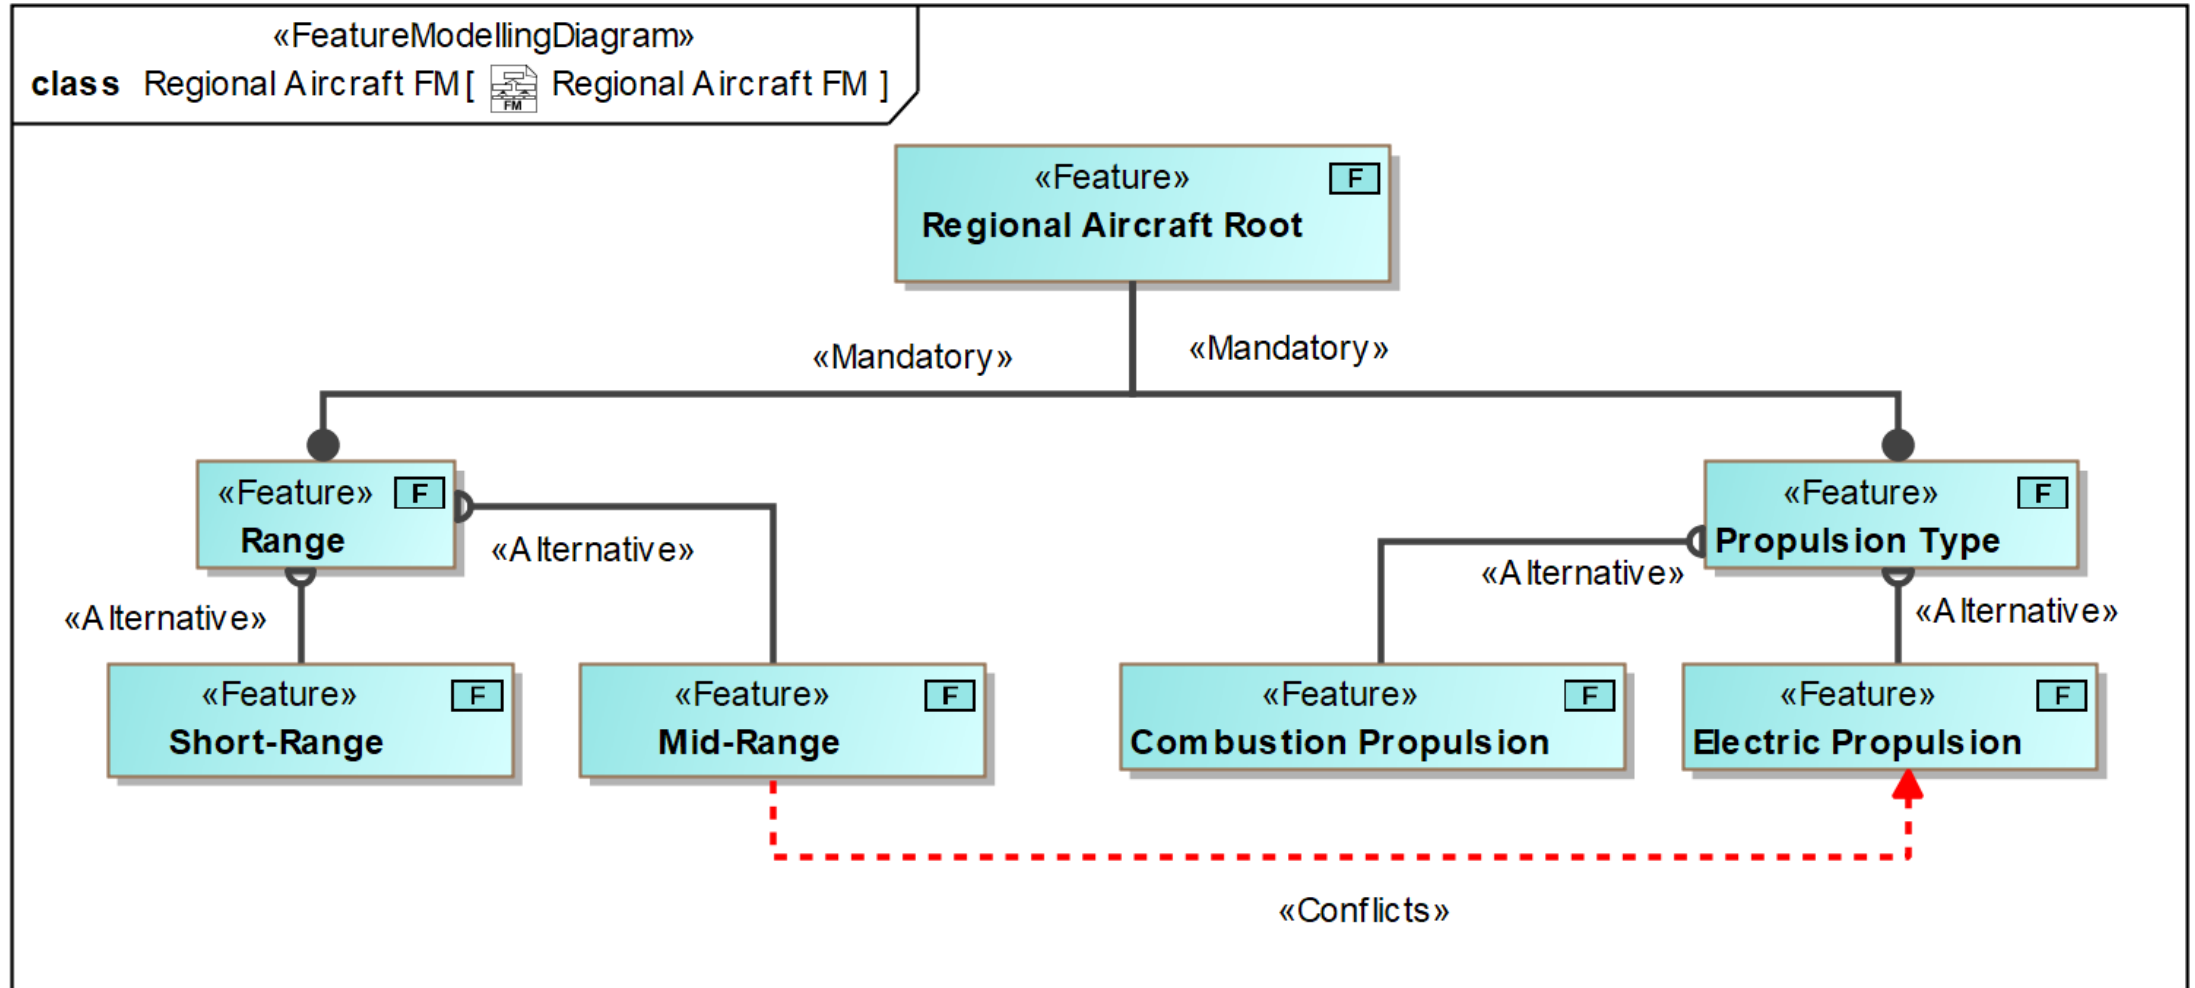 «FeatureModellingDiagram»
class Regional Aircraft FM[ FM Regional Aircraft FM ]
«Feature» F
Regional Aircraft Root
«Mandatory» «Mandatory»
«Feature» F
Range
«Feature» F
Propulsion Type
«Alternative»
«Alternative»
«Alternative»
«Alternative»
«Feature» F
Short-Range
«Feature» F
Mid-Range
«Feature» F
Combustion Propulsion
«Feature» F
Electric Propulsion
«Conflicts»